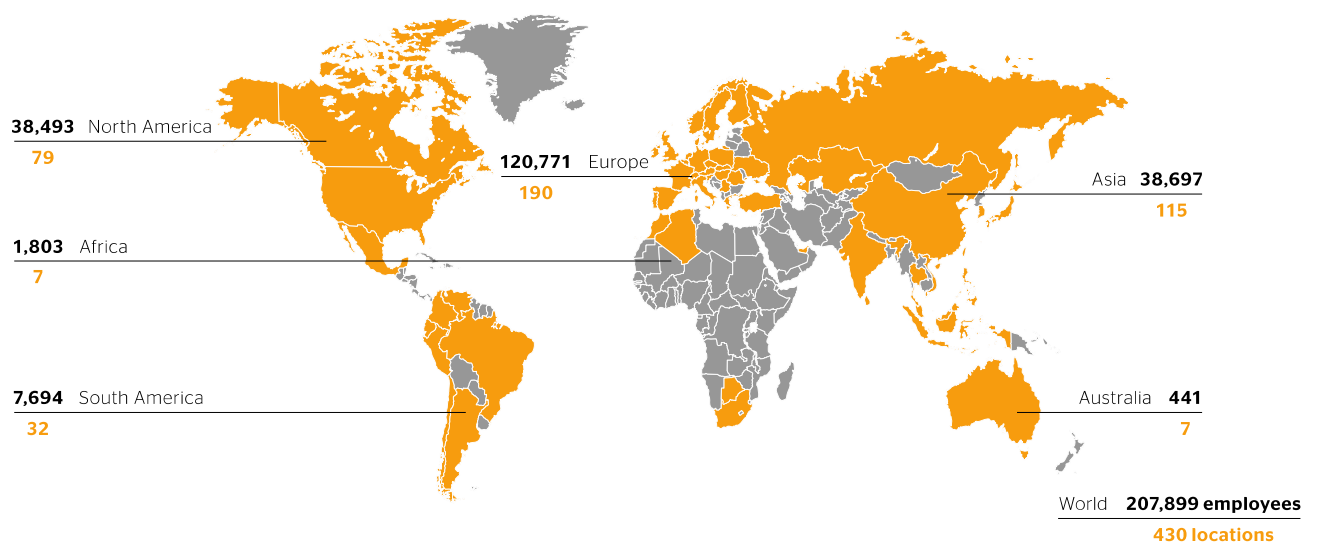 38,493 North America
79
120,771 Europe
190
Asia 38,697
115
1,803 Africa
7
7,694 South America
32
Australia 441
7
World 207,899 employees
430 locations